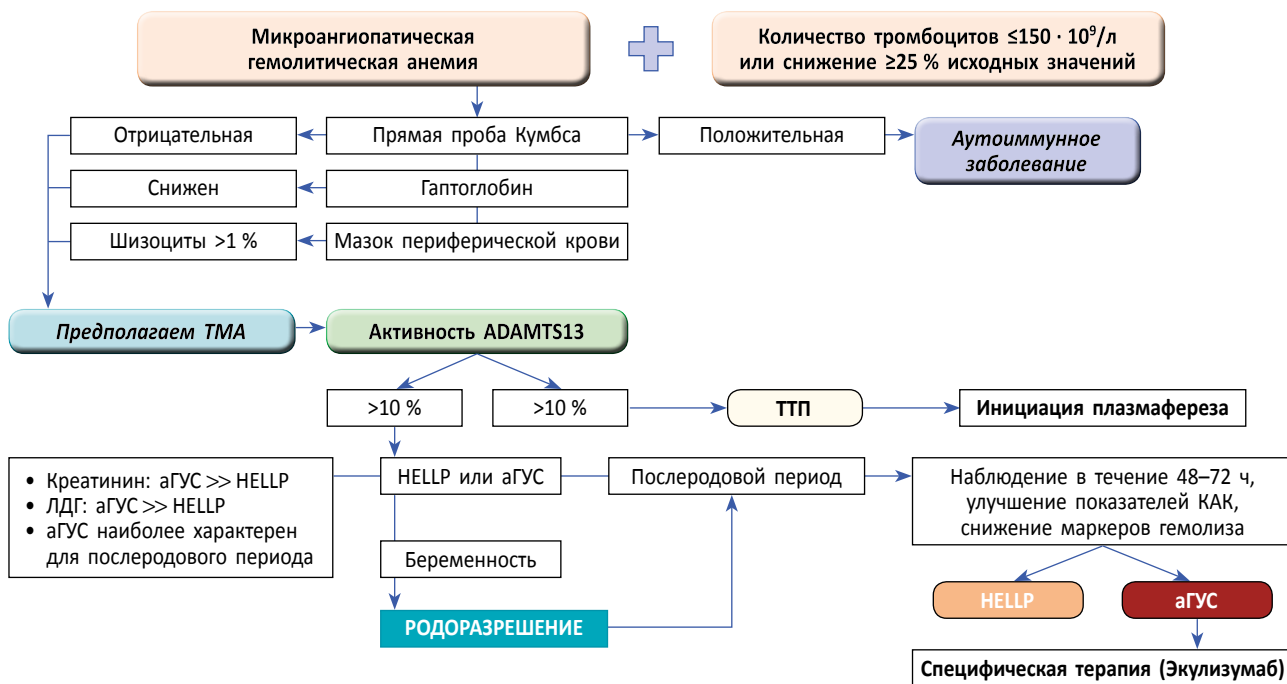 Микроангиопатическая
гемолитическая анемия
Количество тромбоцитов ≤150 · 10⁹/л
или снижение ≥25 % исходных значений
Отрицательная
Прямая проба Кумбса
Положительная
Аутоиммунное
заболевание
Снижен
Гаптоглобин
Шизоциты >1 %
Мазок периферической крови
Предполагаем ТМА
Активность ADAMTS13
>10 %
>10 %
ТТП
Инициация плазмафереза
• Креатинин: аГУС >> HELLP
• ЛДГ: аГУС >> HELLP
• аГУС наиболее характерен
для послеродового периода
HELLP или аГУС
Послеродовой период
Наблюдение в течение 48–72 ч,
улучшение показателей КАК,
снижение маркеров гемолиза
Беременность
РОДОРАЗРЕШЕНИЕ
HELLP
аГУС
Специфическая терапия (Экулизумаб)